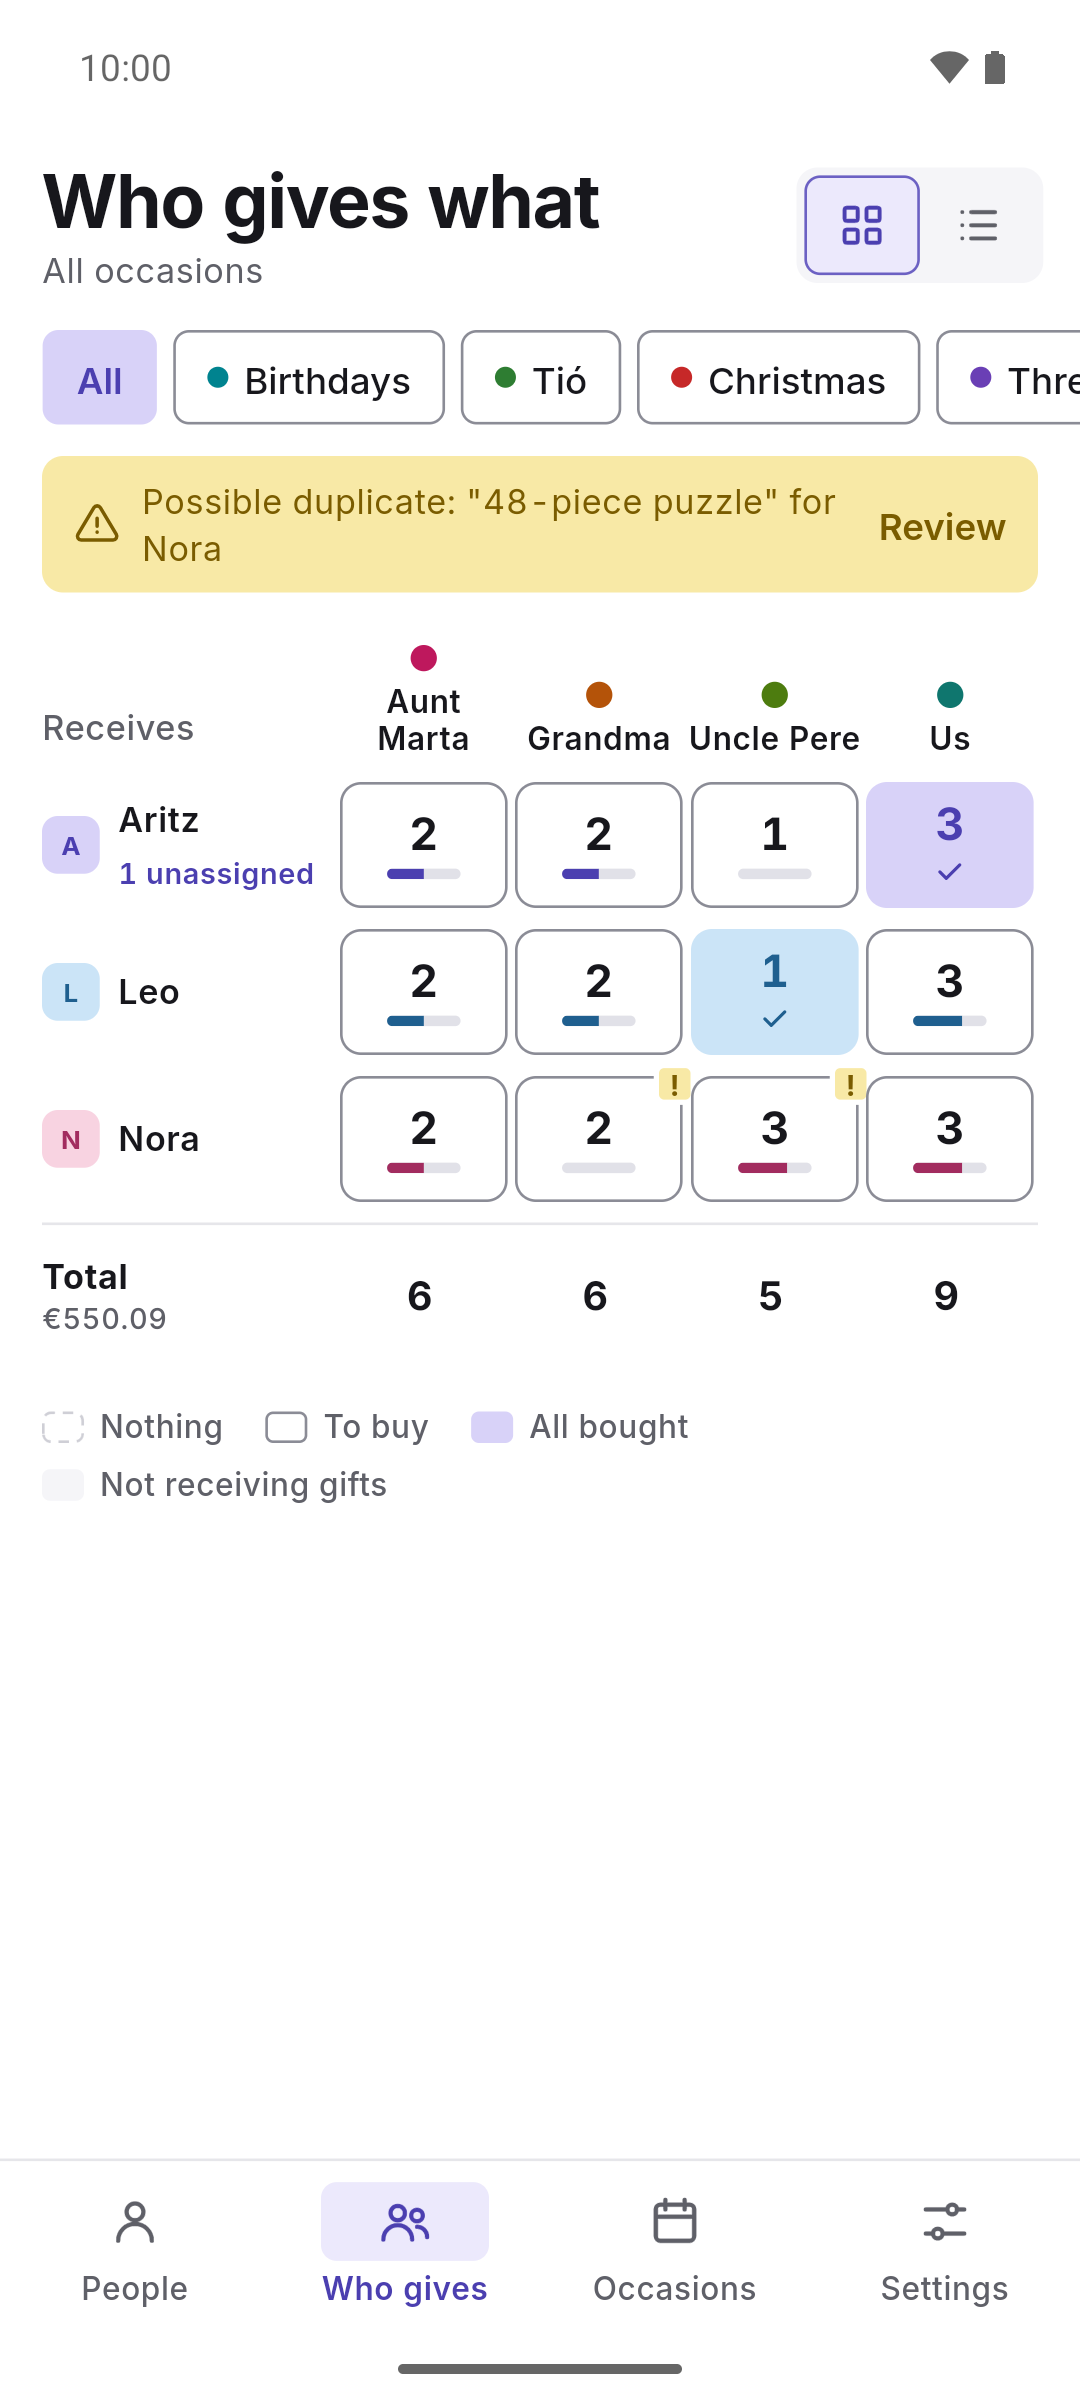 10:00
Who gives what
All occasions
All Birthdays Tió Christmas Thre
Possible duplicate: "48-piece puzzle" for
Nora
Review
Receives
Aunt
Marta
Grandma
Uncle Pere
Us
A Aritz
1 unassigned
2 2 1 3
L Leo
2 2 1 3
N Nora
2 2 ! 3 ! 3
Total
€550.09
6 6 5 9
Nothing To buy All bought
Not receiving gifts
People Who gives Occasions Settings